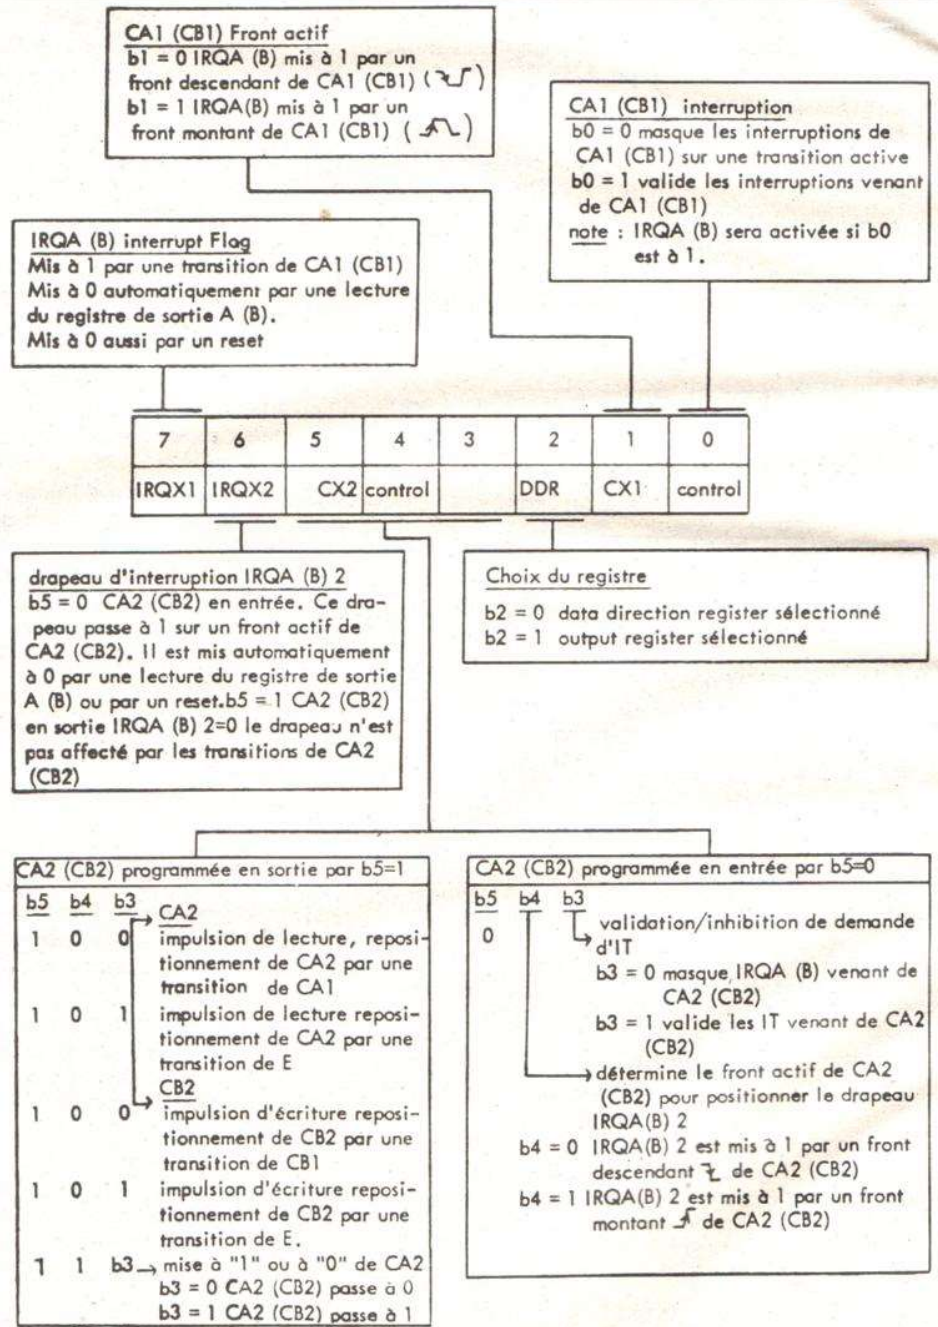 CA1 (CB1) Front actif
b1 = 0 IRQA (B) mis à 1 par un
front descendant de CA1 (CB1) ( )
b1 = 1 IRQA(B) mis à 1 par un
front montant de CA1 (CB1) ( )
CA1 (CB1) interruption
b0 = 0 masque les interruptions de
CA1 (CB1) sur une transition active
b0 = 1 valide les interruptions venant
de CA1 (CB1)
note : IRQA (B) sera activée si b0
est à 1.
IRQA (B) interrupt Flag
Mis à 1 par une transition de CA1 (CB1)
Mis à 0 automatiquement par une lecture
du registre de sortie A (B).
Mis à 0 aussi par un reset
7 6 5 4 3 2 1 0
IRQX1 IRQX2 CX2 control DDR CX1 control
drapeau d'interruption IRQA (B) 2
b5 = 0 CA2 (CB2) en entrée. Ce dra-
peau passe à 1 sur un front actif de
CA2 (CB2). Il est mis automatiquement
à 0 par une lecture du registre de sortie
A (B) ou par un reset.b5 = 1 CA2 (CB2)
en sortie IRQA (B) 2=0 le drapeau n'est
pas affecté par les transitions de CA2
(CB2)
Choix du registre
b2 = 0 data direction register sélectionné
b2 = 1 output register sélectionné
CA2 (CB2) programmée en sortie par b5=1
b5 b4 b3
CA2
1 0 0 impulsion de lecture, reposi-
tionnement de CA2 par une
transition de CA1
1 0 1 impulsion de lecture reposi-
tionnement de CA2 par une
transition de E
CB2
1 0 0 impulsion d'écriture reposi-
tionnement de CB2 par une
transition de CB1
1 0 1 impulsion d'écriture reposi-
tionnement de CB2 par une
transition de E.
1 1 b3→ mise à "1" ou à "0" de CA2
b3 = 0 CA2 (CB2) passe à 0
b3 = 1 CA2 (CB2) passe à 1
CA2 (CB2) programmée en entrée par b5=0
b5 b4 b3
0
validation/inhibition de demande
d'IT
b3 = 0 masque IRQA (B) venant de
CA2 (CB2)
b3 = 1 valide les IT venant de CA2
(CB2)
détermine le front actif de CA2
(CB2) pour positionner le drapeau
IRQA(B) 2
b4 = 0 IRQA(B) 2 est mis à 1 par un front
descendant de CA2 (CB2)
b4 = 1 IRQA(B) 2 est mis à 1 par un front
montant de CA2 (CB2)